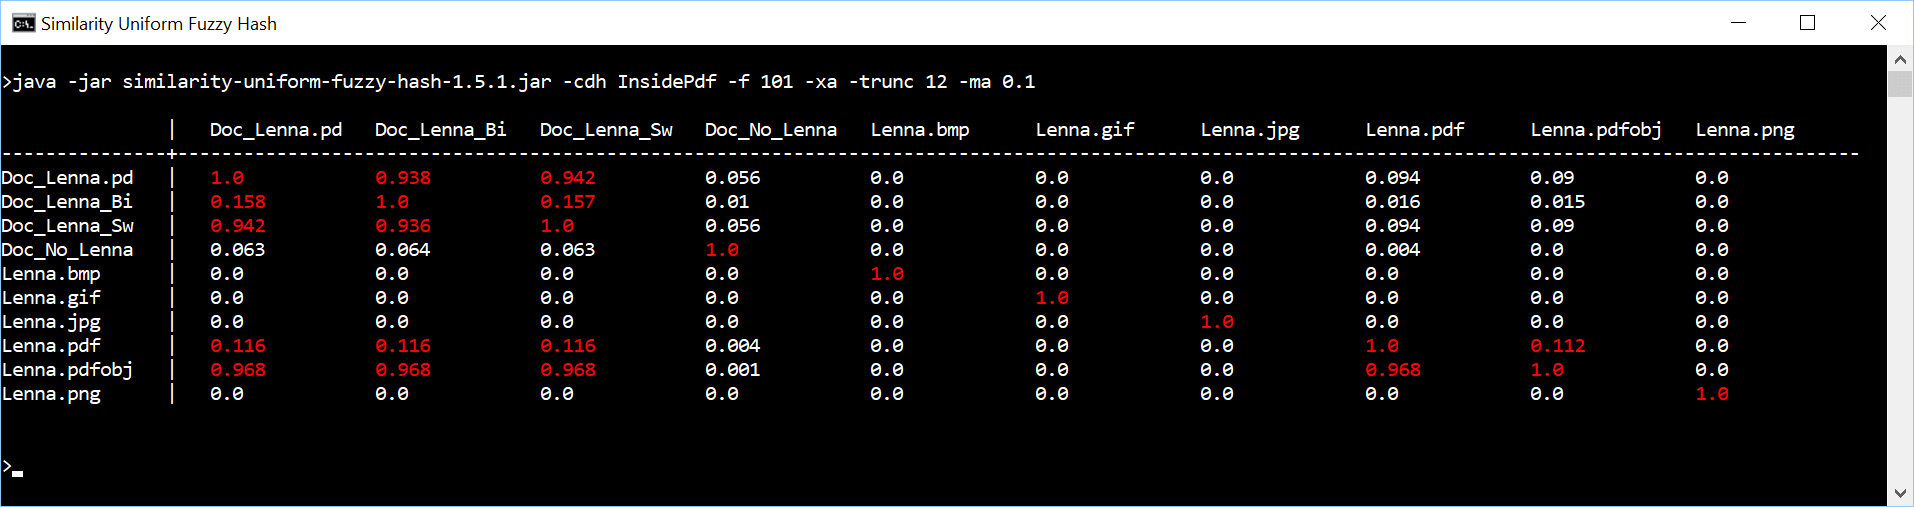 Similarity Uniform Fuzzy Hash
>java -jar similarity-uniform-fuzzy-hash-1.5.1.jar -cdh InsidePdf -f 101 -xa -trunc 12 -ma 0.1
| Doc_Lenna.pd Doc_Lenna_Bi Doc_Lenna_Sw Doc_No_Lenna Lenna.bmp Lenna.gif Lenna.jpg Lenna.pdf Lenna.pdfobj Lenna.png
---------------+---------------------------------------------------------------------------------------------------------------------------------------------------------
Doc_Lenna.pd | 1.0 0.938 0.942 0.056 0.0 0.0 0.0 0.094 0.09 0.0
Doc_Lenna_Bi | 0.158 1.0 0.157 0.01 0.0 0.0 0.0 0.016 0.015 0.0
Doc_Lenna_Sw | 0.942 0.936 1.0 0.056 0.0 0.0 0.0 0.094 0.09 0.0
Doc_No_Lenna | 0.063 0.064 0.063 1.0 0.0 0.0 0.0 0.004 0.0 0.0
Lenna.bmp | 0.0 0.0 0.0 0.0 1.0 0.0 0.0 0.0 0.0 0.0
Lenna.gif | 0.0 0.0 0.0 0.0 0.0 1.0 0.0 0.0 0.0 0.0
Lenna.jpg | 0.0 0.0 0.0 0.0 0.0 0.0 1.0 0.0 0.0 0.0
Lenna.pdf | 0.116 0.116 0.116 0.004 0.0 0.0 0.0 1.0 0.112 0.0
Lenna.pdfobj | 0.968 0.968 0.968 0.001 0.0 0.0 0.0 0.968 1.0 0.0
Lenna.png | 0.0 0.0 0.0 0.0 0.0 0.0 0.0 0.0 0.0 1.0
>_